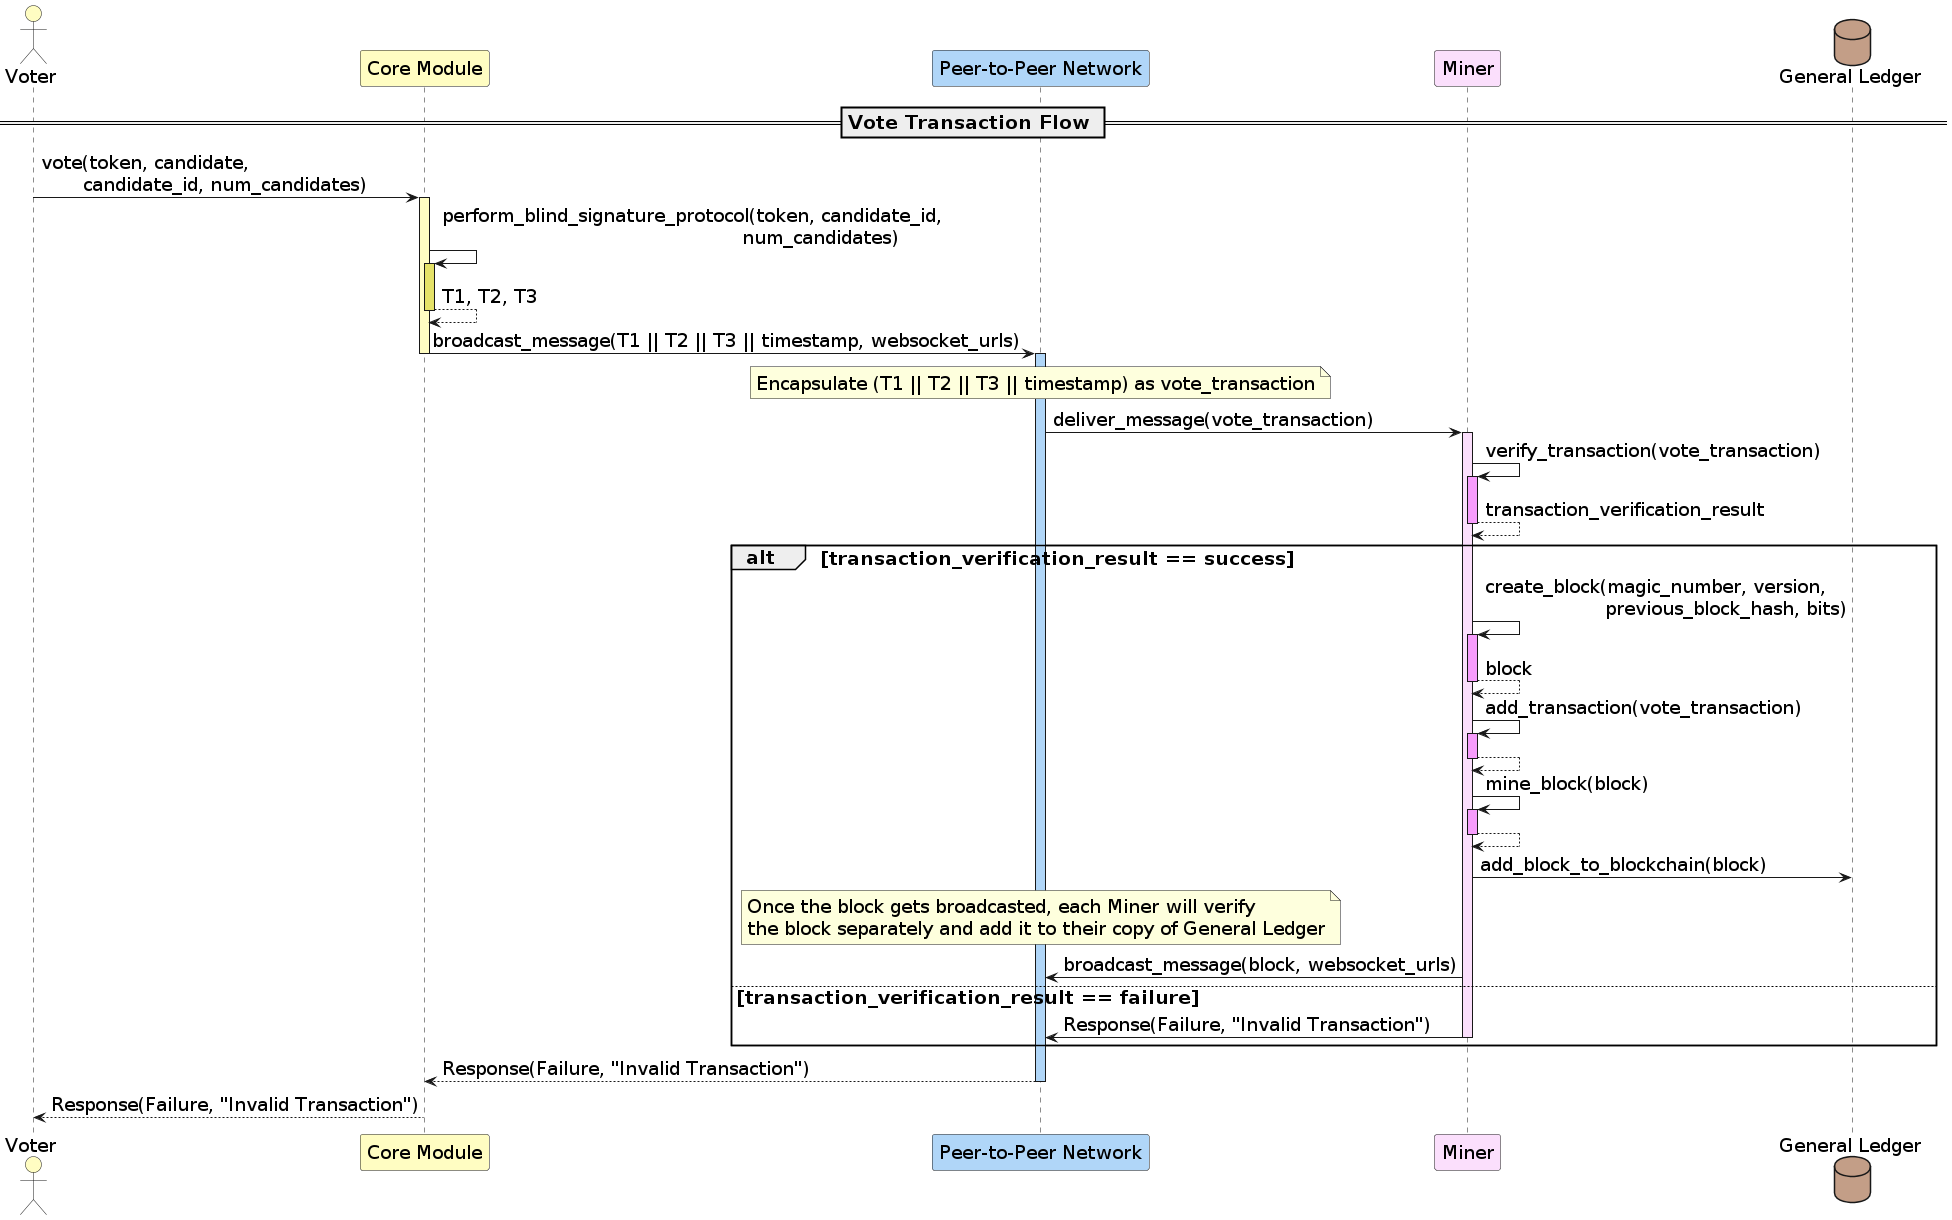 Voter
Core Module
Peer-to-Peer Network
Miner
General Ledger
Vote Transaction Flow
vote(token, candidate,
candidate_id, num_candidates)
perform_blind_signature_protocol(token, candidate_id,
num_candidates)
T1, T2, T3
broadcast_message(T1 || T2 || T3 || timestamp, websocket_urls)
Encapsulate (T1 || T2 || T3 || timestamp) as vote_transaction
deliver_message(vote_transaction)
verify_transaction(vote_transaction)
transaction_verification_result
alt
[transaction_verification_result == success]
create_block(magic_number, version,
previous_block_hash, bits)
block
add_transaction(vote_transaction)
mine_block(block)
add_block_to_blockchain(block)
Once the block gets broadcasted, each Miner will verify
the block separately and add it to their copy of General Ledger
broadcast_message(block, websocket_urls)
[transaction_verification_result == failure]
Response(Failure, "Invalid Transaction")
Response(Failure, "Invalid Transaction")
Response(Failure, "Invalid Transaction")
Voter
Core Module
Peer-to-Peer Network
Miner
General Ledger